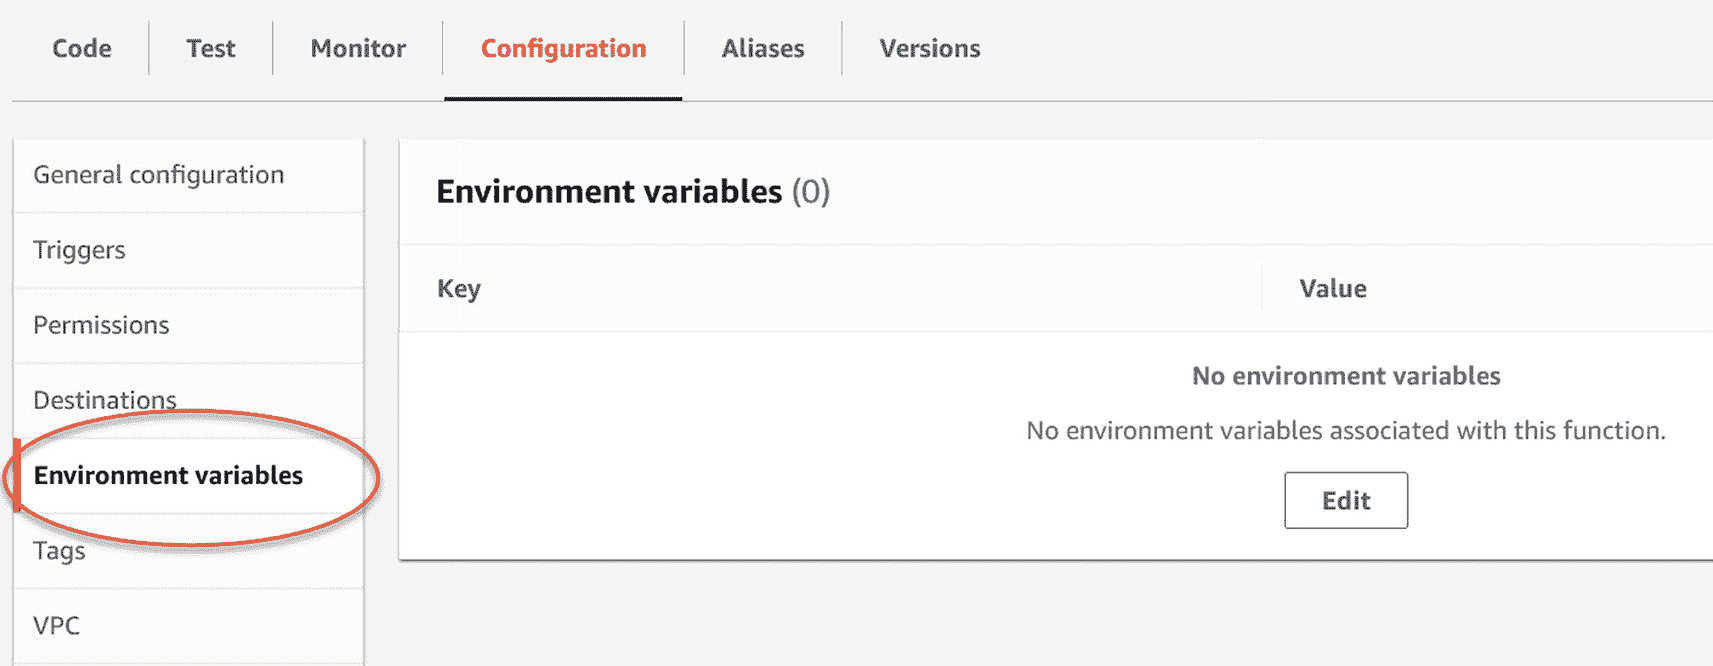 Code Test Monitor Configuration Aliases Versions
General configuration
Triggers
Permissions
Destinations
Environment variables
Tags
VPC
Environment variables (0)
Key Value
No environment variables
No environment variables associated with this function.
Edit